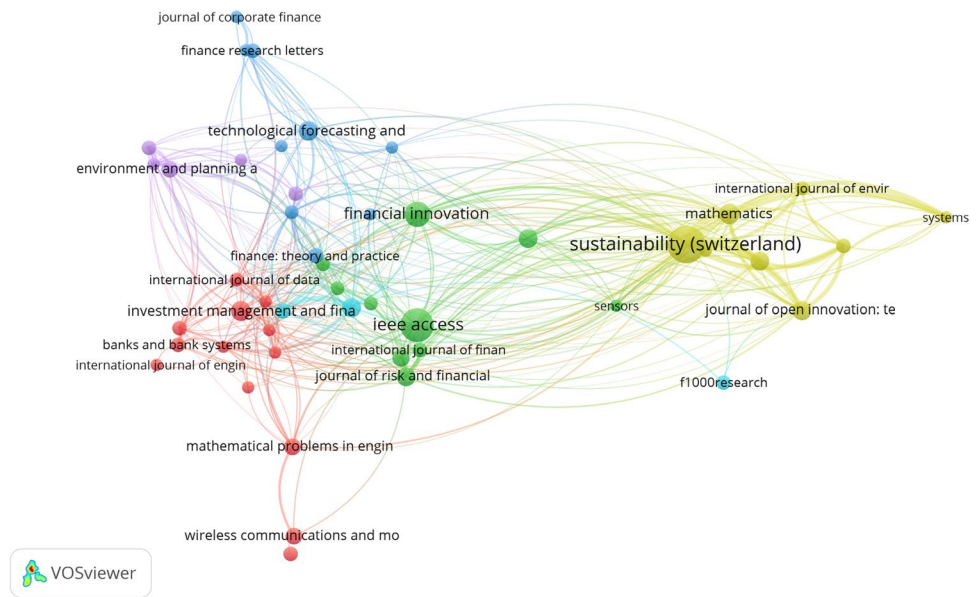 journal of corporate finance
finance research letters
technological forecasting and
environment and planning a
international journal of envir
financial innovation
mathematics
systems
sustainability (switzerland)
finance: theory and practice
international journal of data
sensors
investment management and fina
journal of open innovation: te
ieee access
banks and bank systems
international journal of finan
international journal of engin
journal of risk and financial
f1000research
mathematical problems in engin
wireless communications and mo
VOSviewer